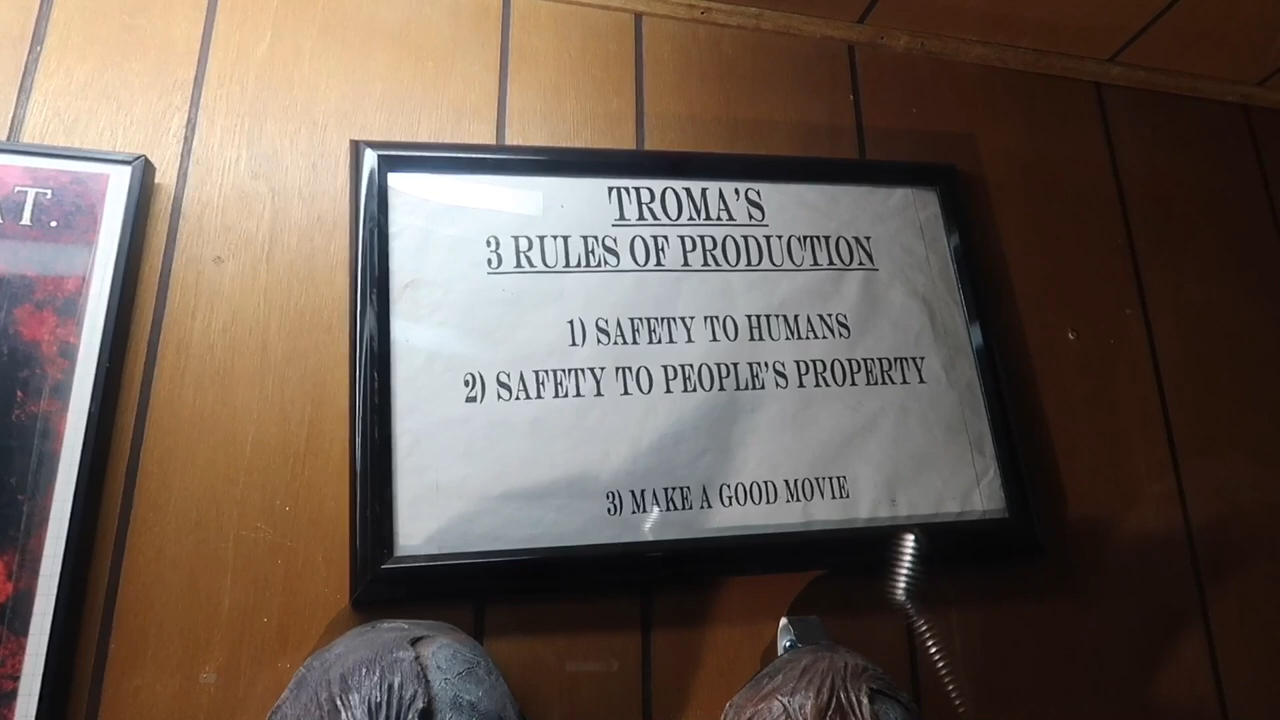 TROMA'S
3 RULES OF PRODUCTION
1) SAFETY TO HUMANS
2) SAFETY TO PEOPLE'S PROPERTY
3) MAKE A GOOD MOVIE